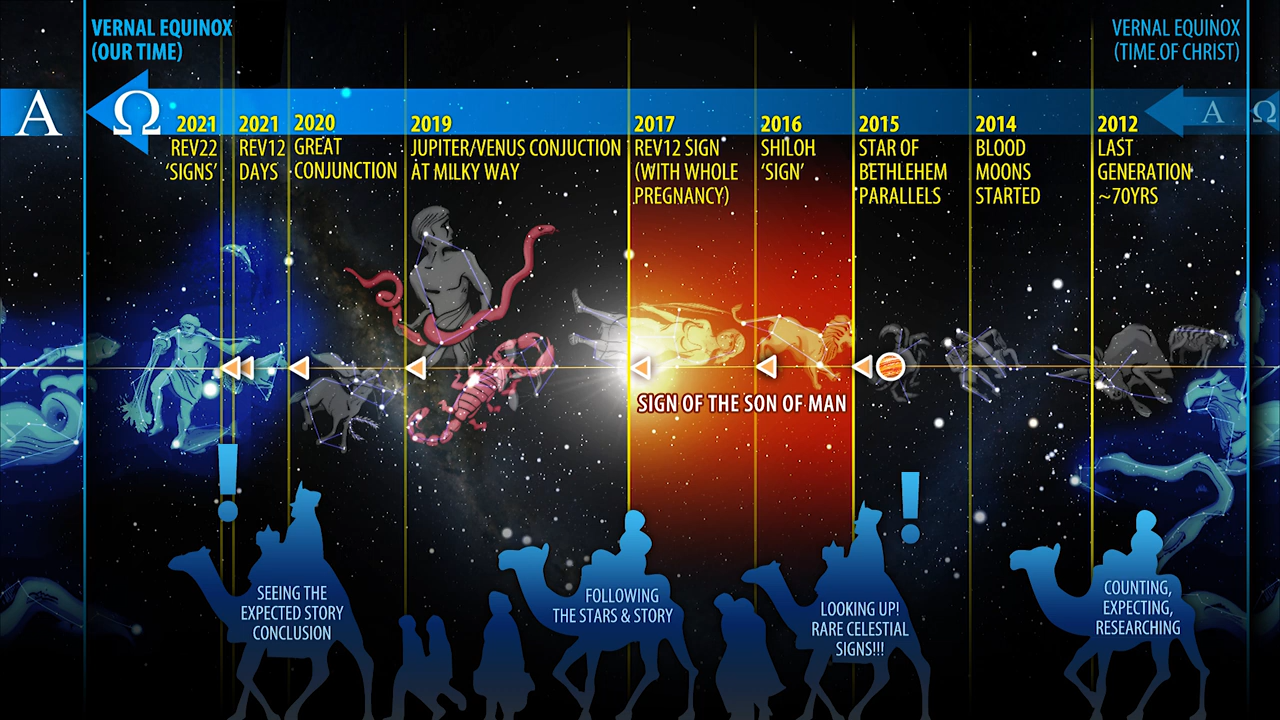 VERNAL EQUINOX
(OUR TIME)
VERNAL EQUINOX
(TIME OF CHRIST)
Α
Ω
Α
Ω
2021
REV22
'SIGNS'
2021
REV12
DAYS
2020
GREAT
CONJUNCTION
2019
JUPITER/VENUS CONJUCTION
AT MILKY WAY
2017
REV12 SIGN
(WITH WHOLE
PREGNANCY)
2016
SHILOH
'SIGN'
2015
STAR OF
BETHLEHEM
PARALLELS
2014
BLOOD
MOONS
STARTED
2012
LAST
GENERATION
~70YRS
SIGN OF THE SON OF MAN
!
!
SEEING THE
EXPECTED STORY
CONCLUSION
FOLLOWING
THE STARS & STORY
LOOKING UP!
RARE CELESTIAL
SIGNS!!!
COUNTING,
EXPECTING,
RESEARCHING